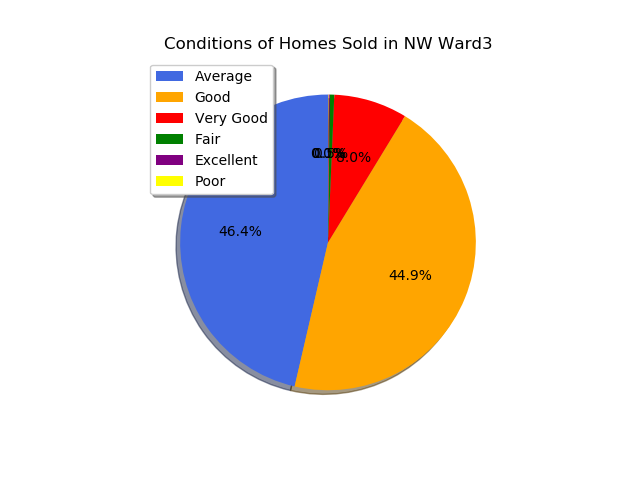 Conditions of Homes Sold in NW Ward3
Average
Good
Very Good
Fair
Excellent
Poor
8.0%
46.4%
44.9%